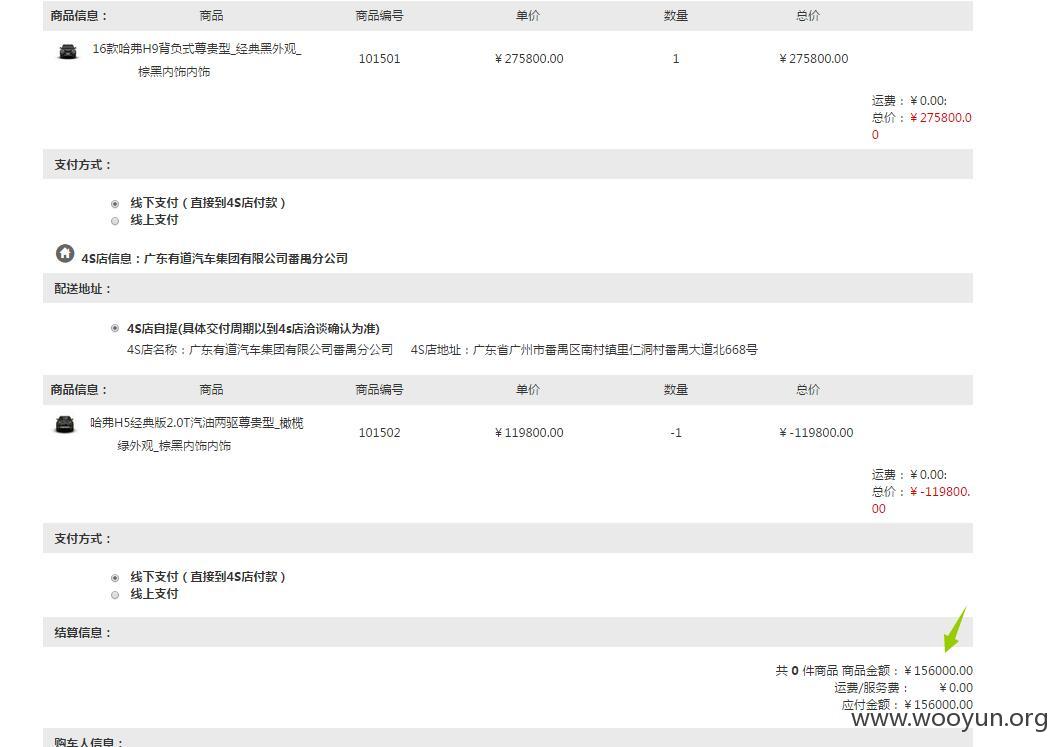 商品信息： 商品 商品编号 单价 数量 总价
16款哈弗H9背负式尊贵型_经典黑外观_
棕黑内饰内饰
101501 ￥275800.00 1 ￥275800.00
运费：￥0.00:
总价：￥275800.0
0
支付方式：
线下支付（直接到4S店付款）
线上支付
4S店信息：广东有道汽车集团有限公司番禺分公司
配送地址：
4S店自提(具体交付周期以到4s店洽谈确认为准)
4S店名称：广东有道汽车集团有限公司番禺分公司 4S店地址：广东省广州市番禺区南村镇里仁洞村番禺大道北668号
商品信息： 商品 商品编号 单价 数量 总价
哈弗H5经典版2.0T汽油两驱尊贵型_橄榄
绿外观_棕黑内饰内饰
101502 ￥119800.00 -1 ￥-119800.00
运费：￥0.00:
总价：￥-119800.
00
支付方式：
线下支付（直接到4S店付款）
线上支付
结算信息：
共 0 件商品 商品金额：￥156000.00
运费/服务费： ￥0.00
应付金额：￥156000.00
www.wooyun.org
购车人信息：